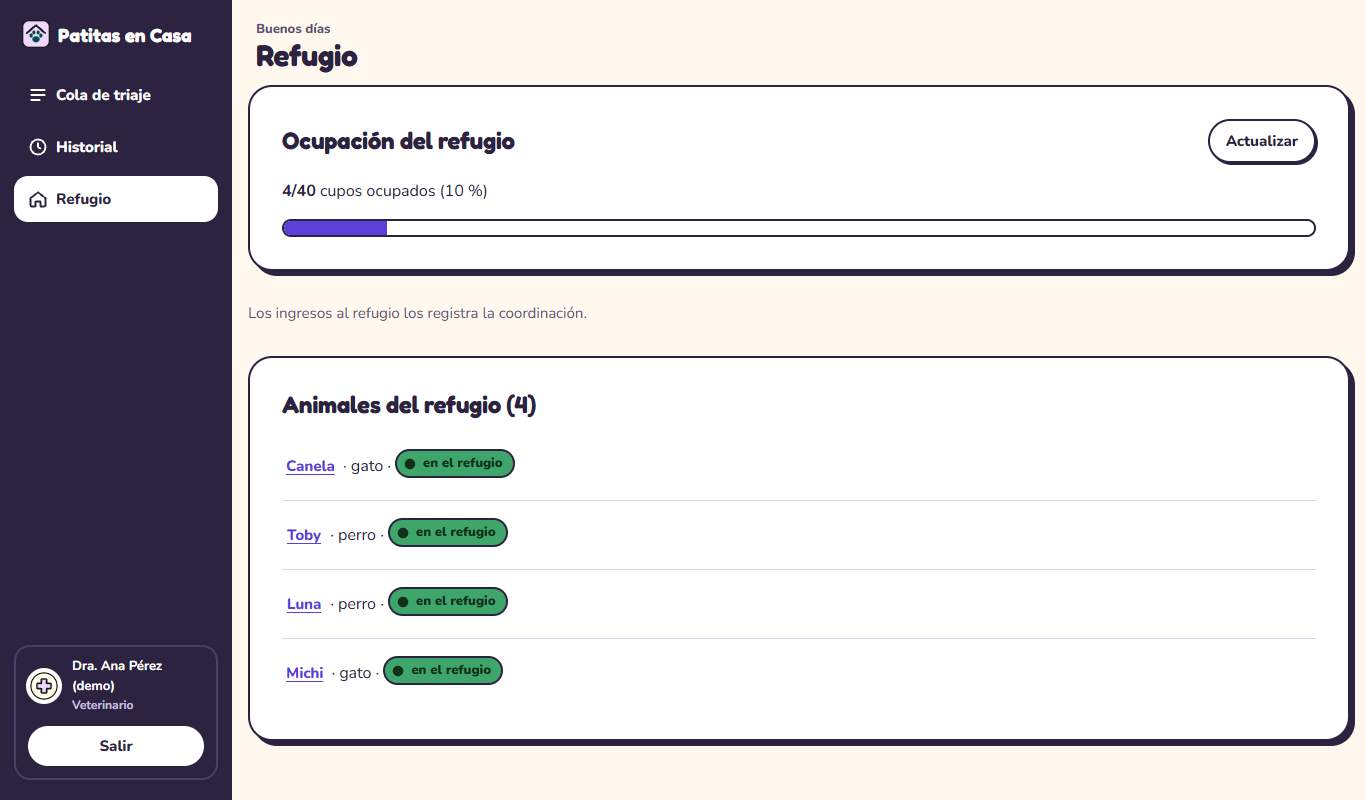 Patitas en Casa
Cola de triaje
Historial
Refugio
Dra. Ana Pérez
(demo)
Veterinario
Salir
Buenos días
Refugio
Ocupación del refugio
Actualizar
4/40 cupos ocupados (10 %)
Los ingresos al refugio los registra la coordinación.
Animales del refugio (4)
Canela · gato · en el refugio
Toby · perro · en el refugio
Luna · perro · en el refugio
Michi · gato · en el refugio